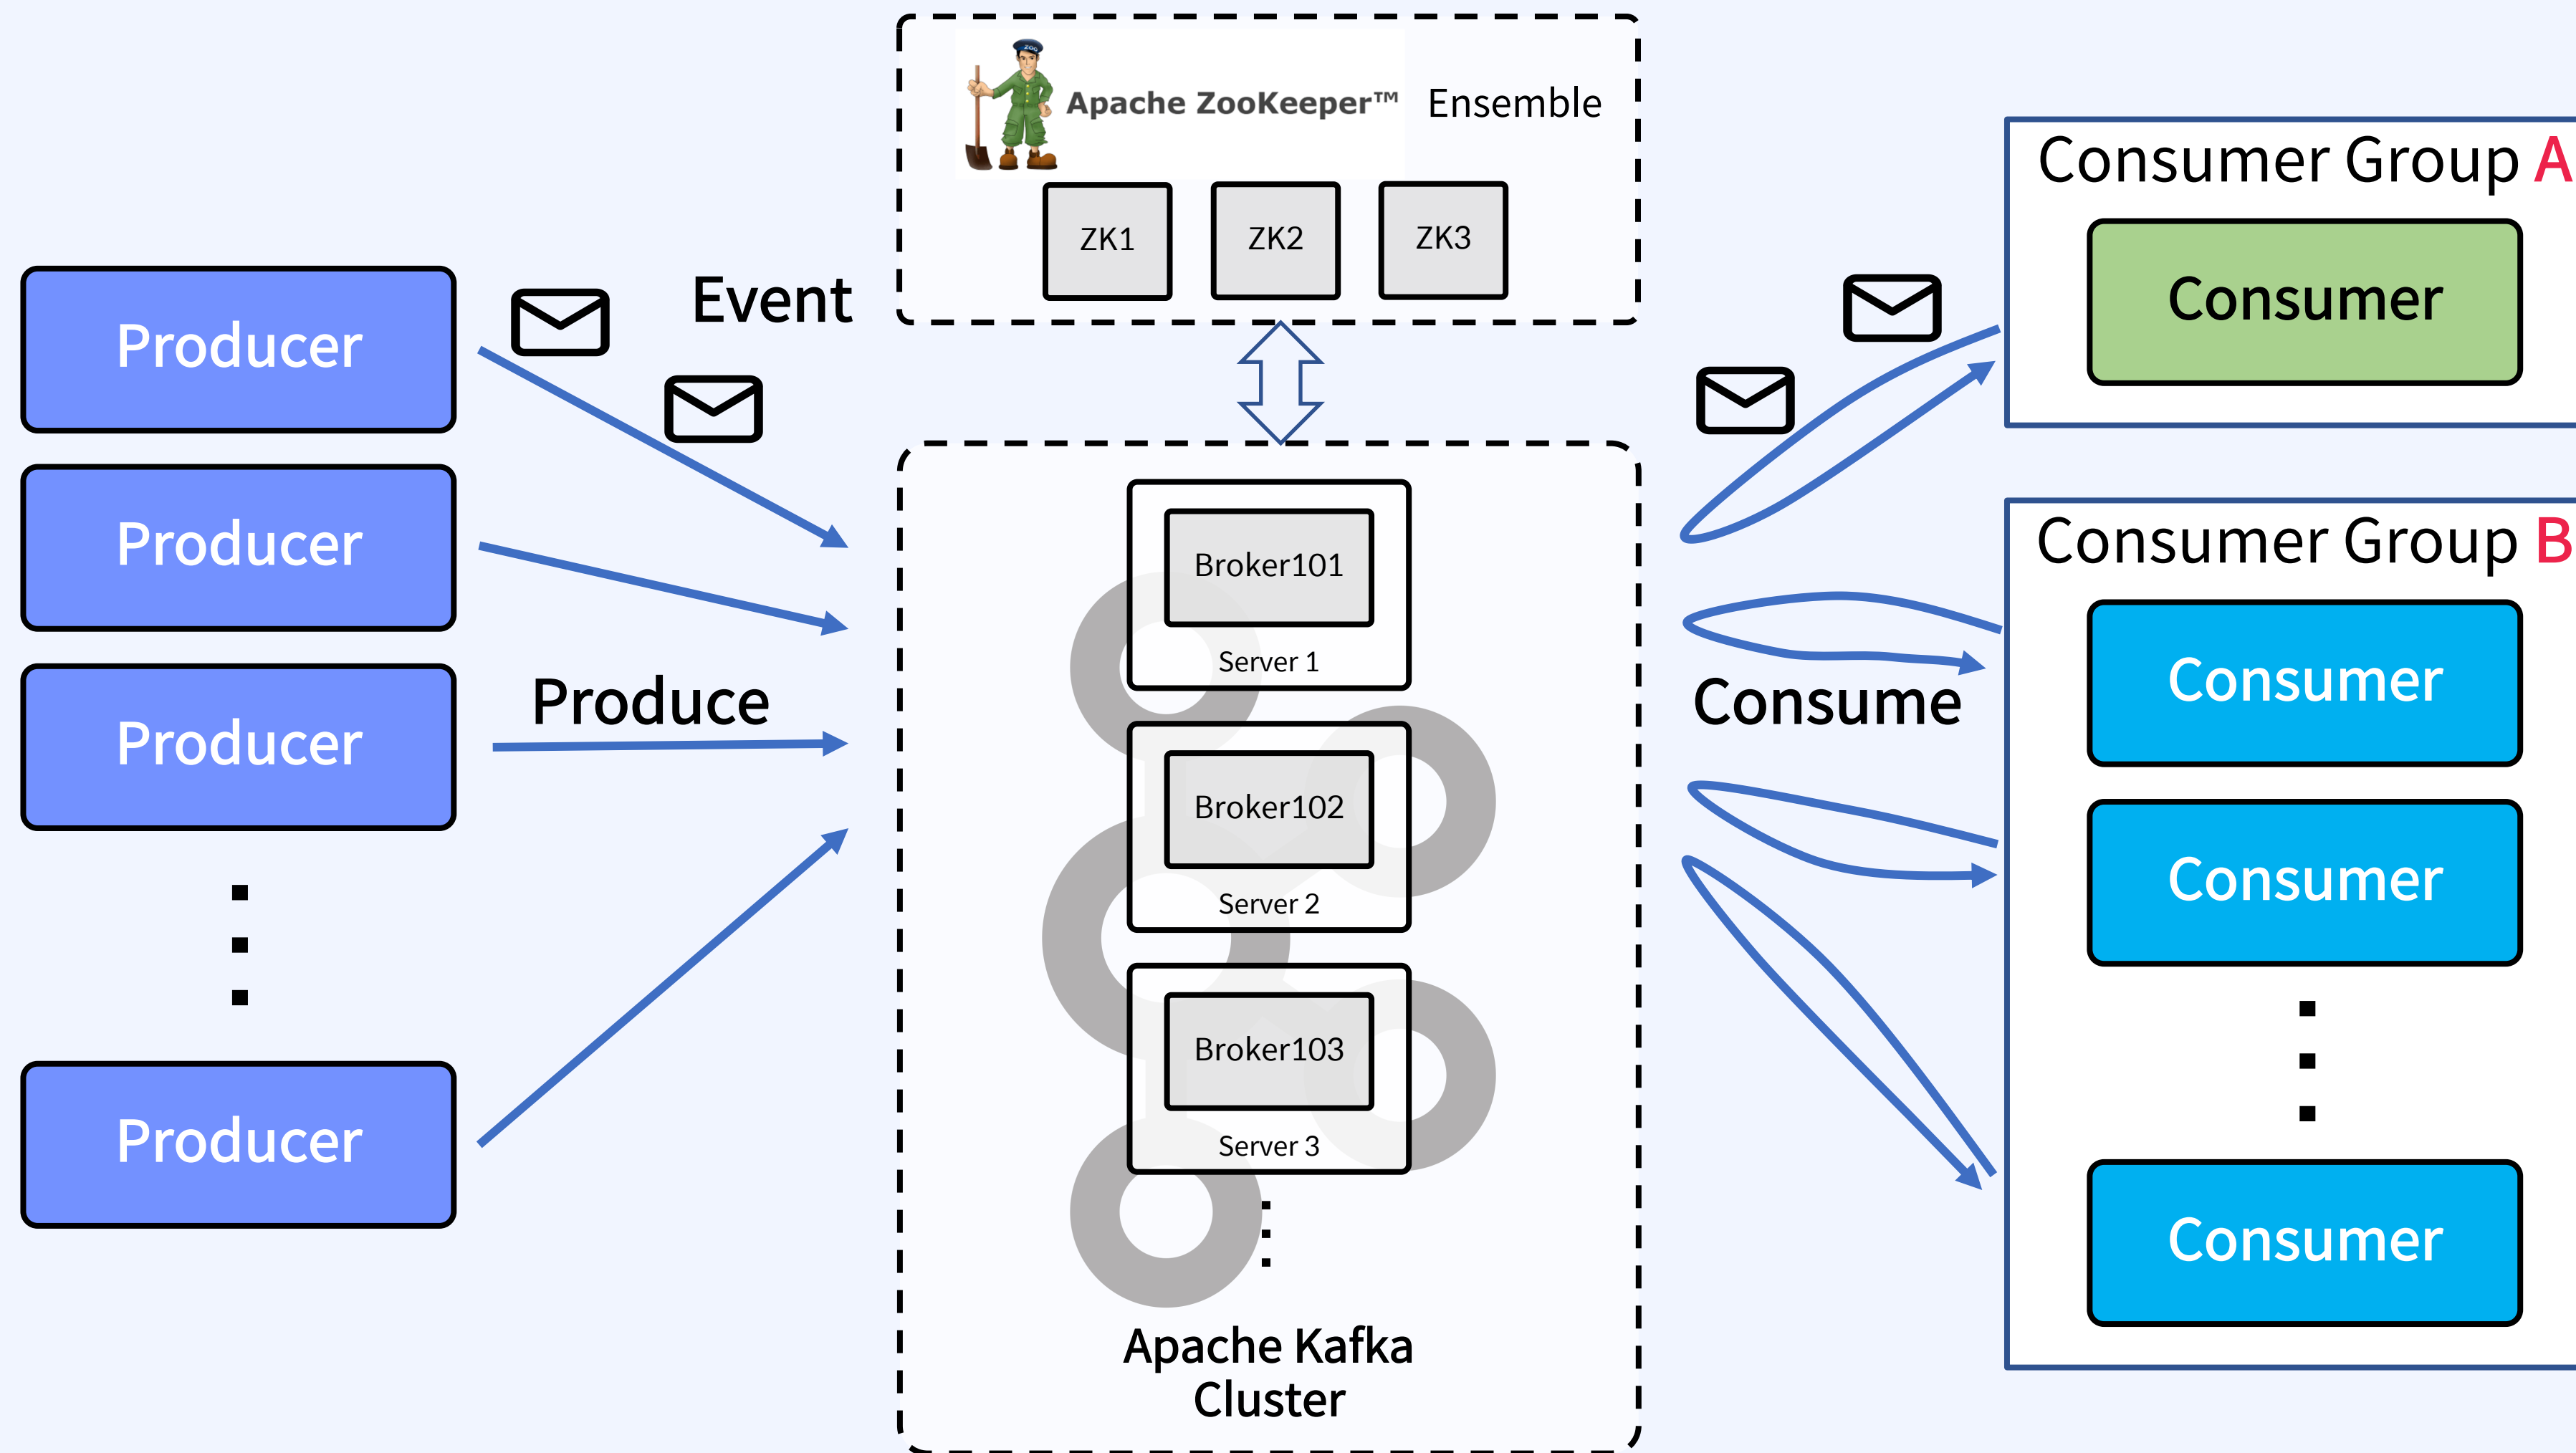 Apache ZooKeeper™ Ensemble
ZK1 ZK2 ZK3
Producer
Producer
Producer
Producer
Event
Produce
Broker101
Server 1
Broker102
Server 2
Broker103
Server 3
Apache Kafka
Cluster
Consume
Consumer Group A
Consumer
Consumer Group B
Consumer
Consumer
Consumer